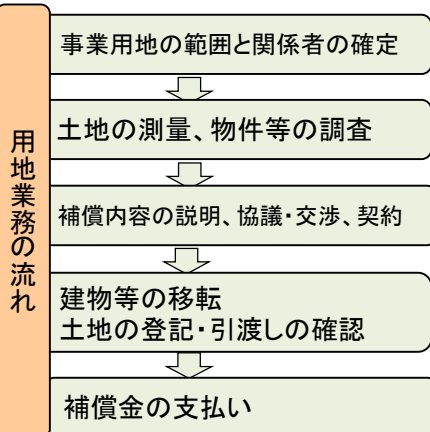 用地業務の流れ
事業用地の範囲と関係者の確定
土地の測量、物件等の調査
補償内容の説明、協議・交渉、契約
建物等の移転
土地の登記・引渡しの確認
補償金の支払い